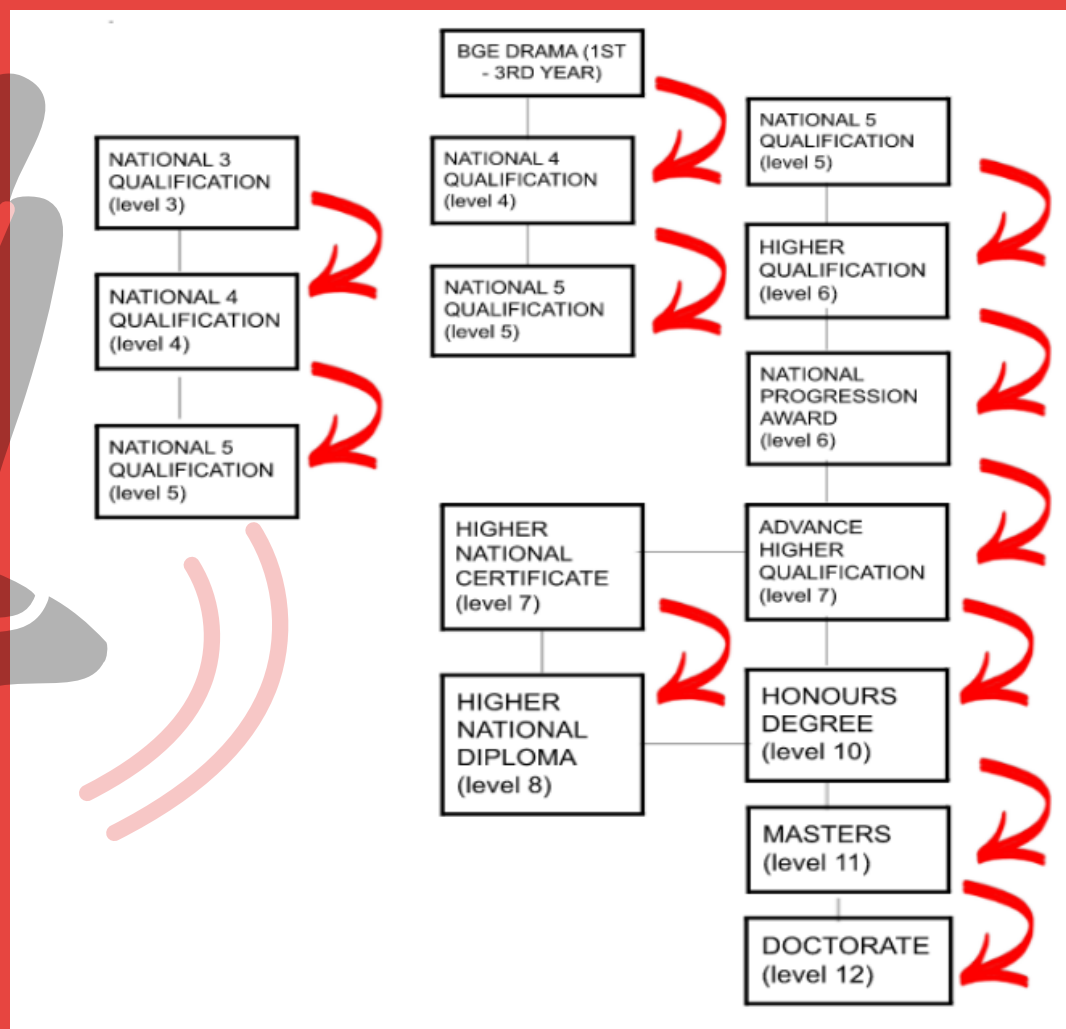 NATIONAL 3
QUALIFICATION
(level 3)
NATIONAL 4
QUALIFICATION
(level 4)
NATIONAL 5
QUALIFICATION
(level 5)
BGE DRAMA (1ST
- 3RD YEAR)
NATIONAL 4
QUALIFICATION
(level 4)
NATIONAL 5
QUALIFICATION
(level 5)
NATIONAL 5
QUALIFICATION
(level 5)
HIGHER
QUALIFICATION
(level 6)
NATIONAL
PROGRESSION
AWARD
(level 6)
ADVANCE
HIGHER
QUALIFICATION
(level 7)
HIGHER
NATIONAL
CERTIFICATE
(level 7)
HIGHER
NATIONAL
DIPLOMA
(level 8)
HONOURS
DEGREE
(level 10)
MASTERS
(level 11)
DOCTORATE
(level 12)